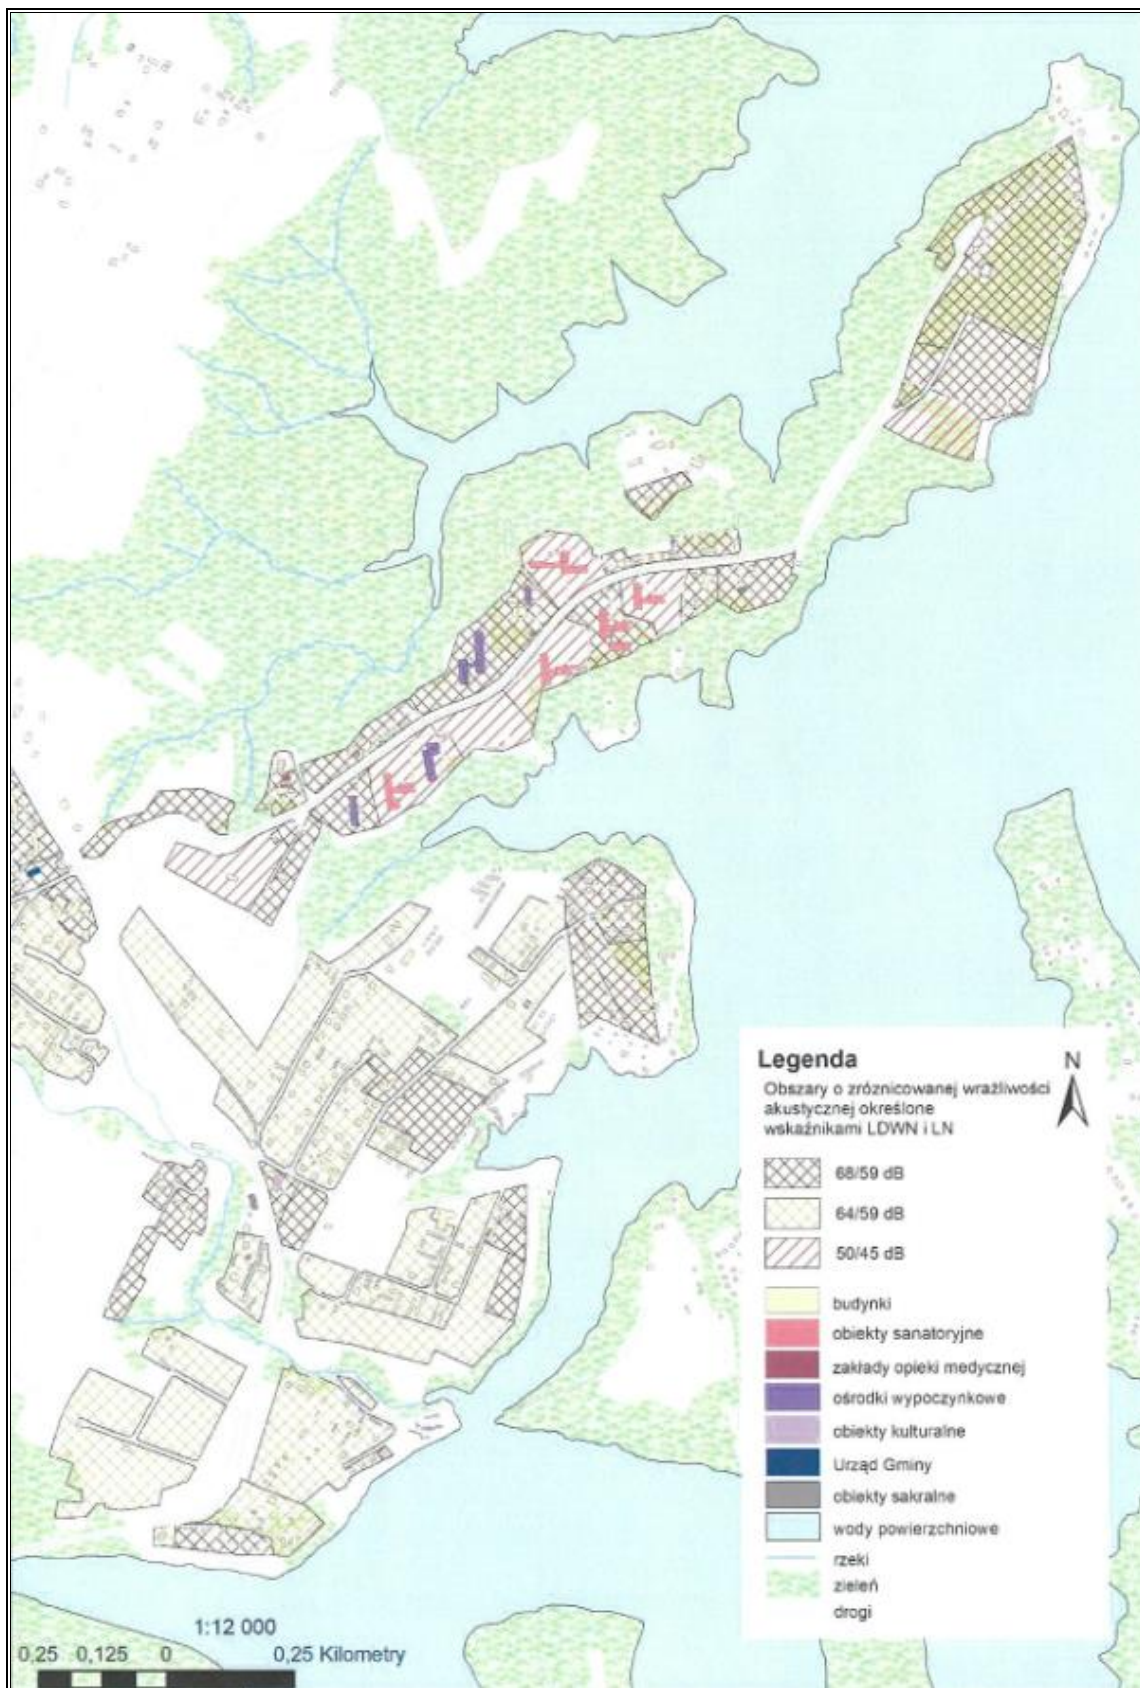 Legenda
N
Obszary o zróznicowanej wrażliwości
akustycznej określone
wskaźnikami LDWN i LN
68/59 dB
64/59 dB
50/45 dB
budynki
obiekty sanatoryjne
zakłady opieki medycznej
ośrodki wypoczynkowe
obiekty kulturalne
Urząd Gminy
obiekty sakralne
wody powierzchniowe
rzeki
zieleń
drogi
1:12 000
0,25 0,125 0 0,25 Kilometry